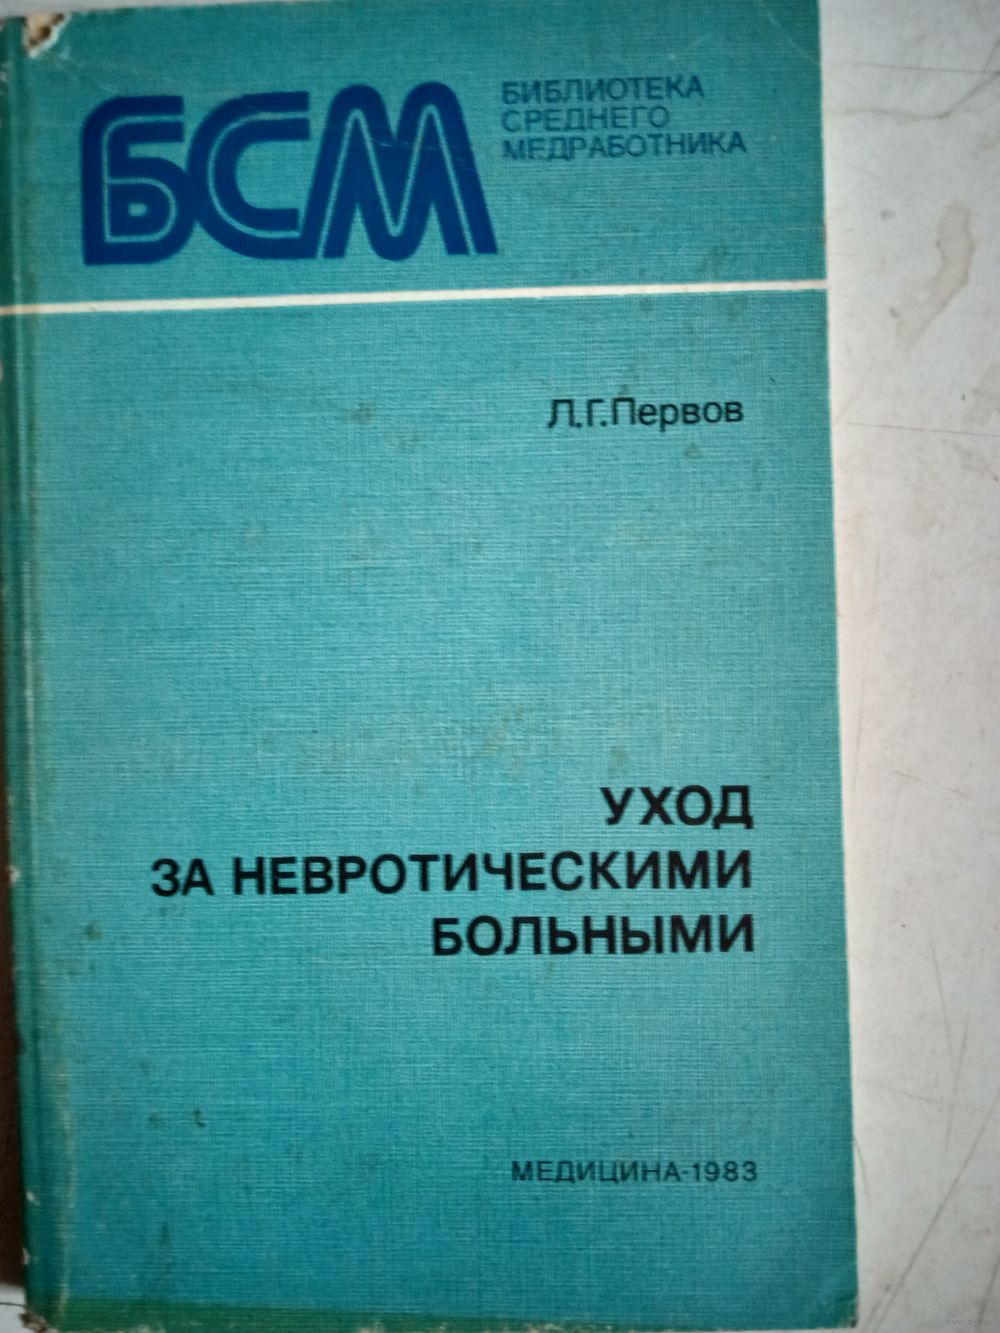 БСМ
БИБЛИОТЕКА
СРЕДНЕГО
МЕДРАБОТНИКА
Л.Г.Первов
УХОД
ЗА НЕВРОТИЧЕСКИМИ
БОЛЬНЫМИ
МЕДИЦИНА-1983